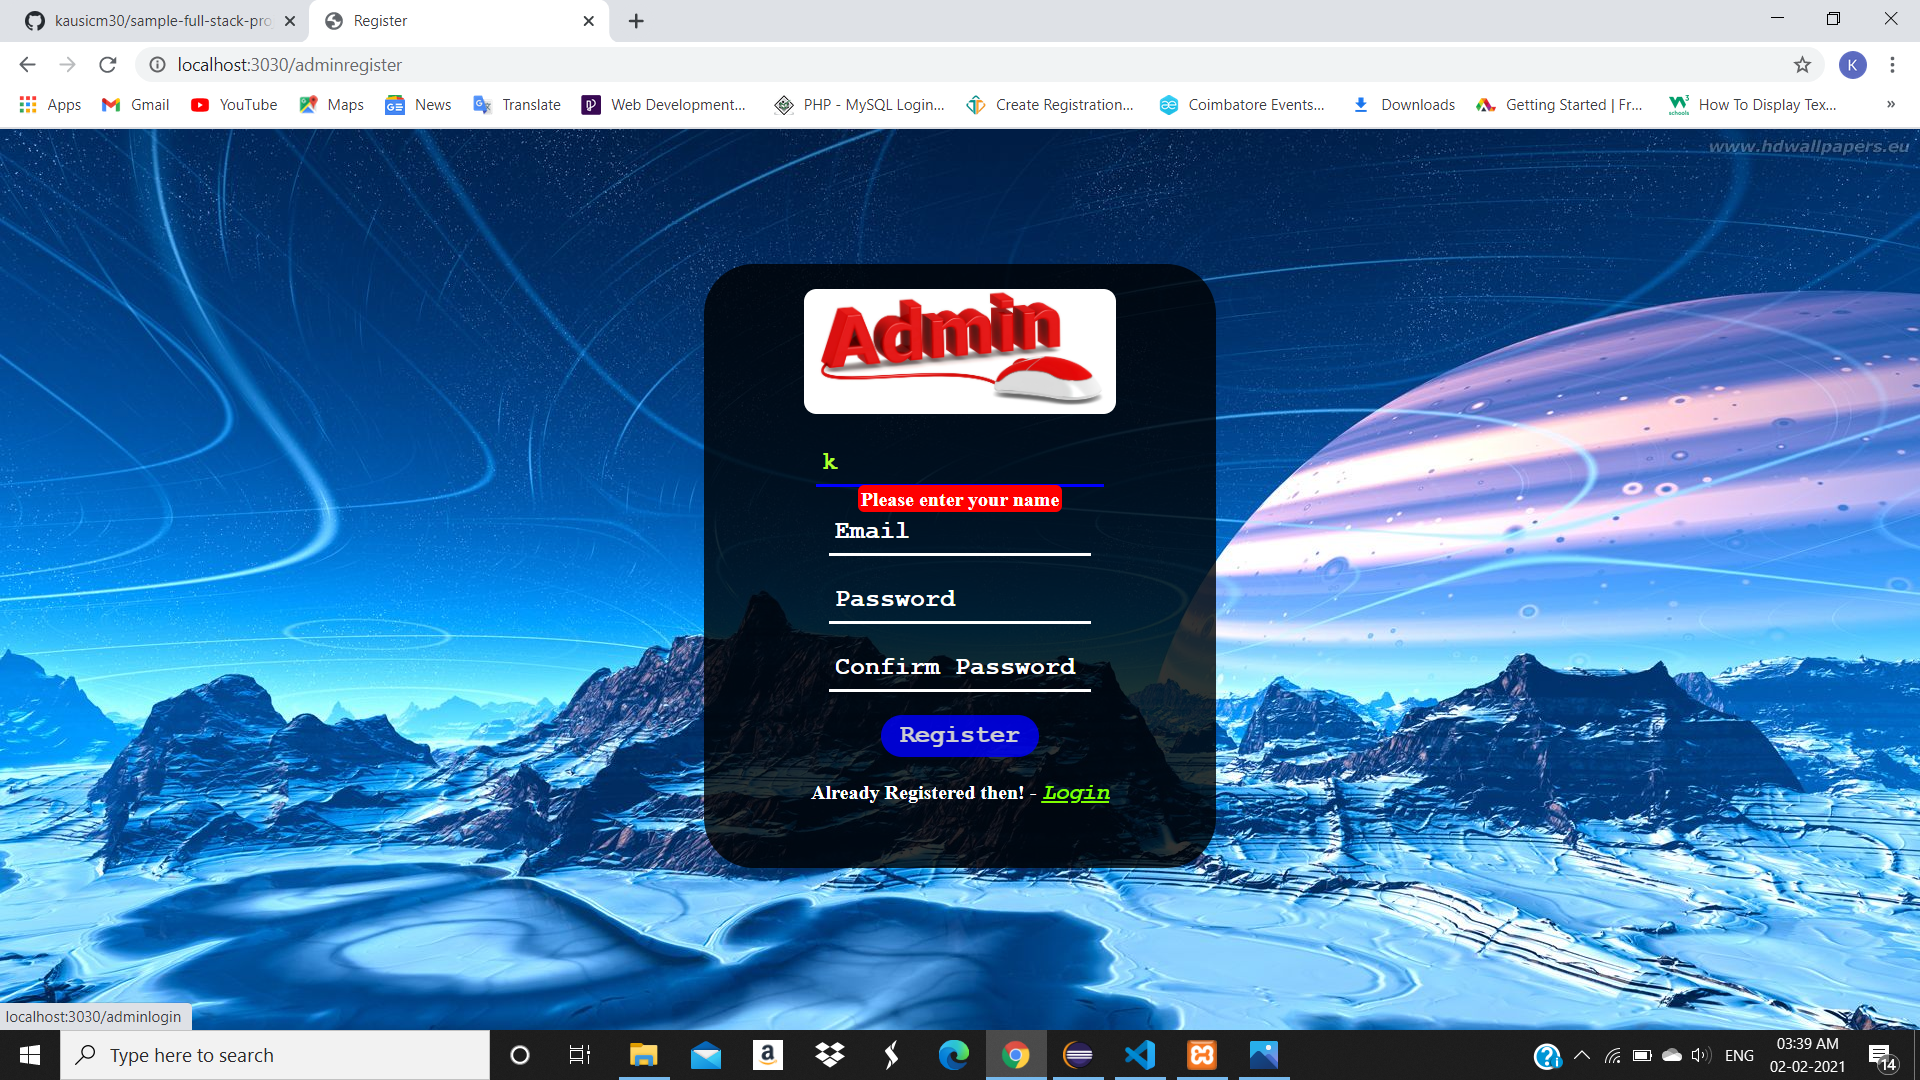 kausicm30/sample-full-stack-pro
Register
localhost:3030/adminregister
K
Apps
Gmail
YouTube
Maps
News
Translate
Web Development...
PHP - MySQL Login...
Create Registration...
Coimbatore Events...
Downloads
Getting Started | Fr...
How To Display Tex...
»
www.hdwallpapers.eu
Admin
k
Please enter your name
Email
Password
Confirm Password
Register
Already Registered then! - Login
localhost:3030/adminlogin
Type here to search
ENG
03:39 AM
02-02-2021
14